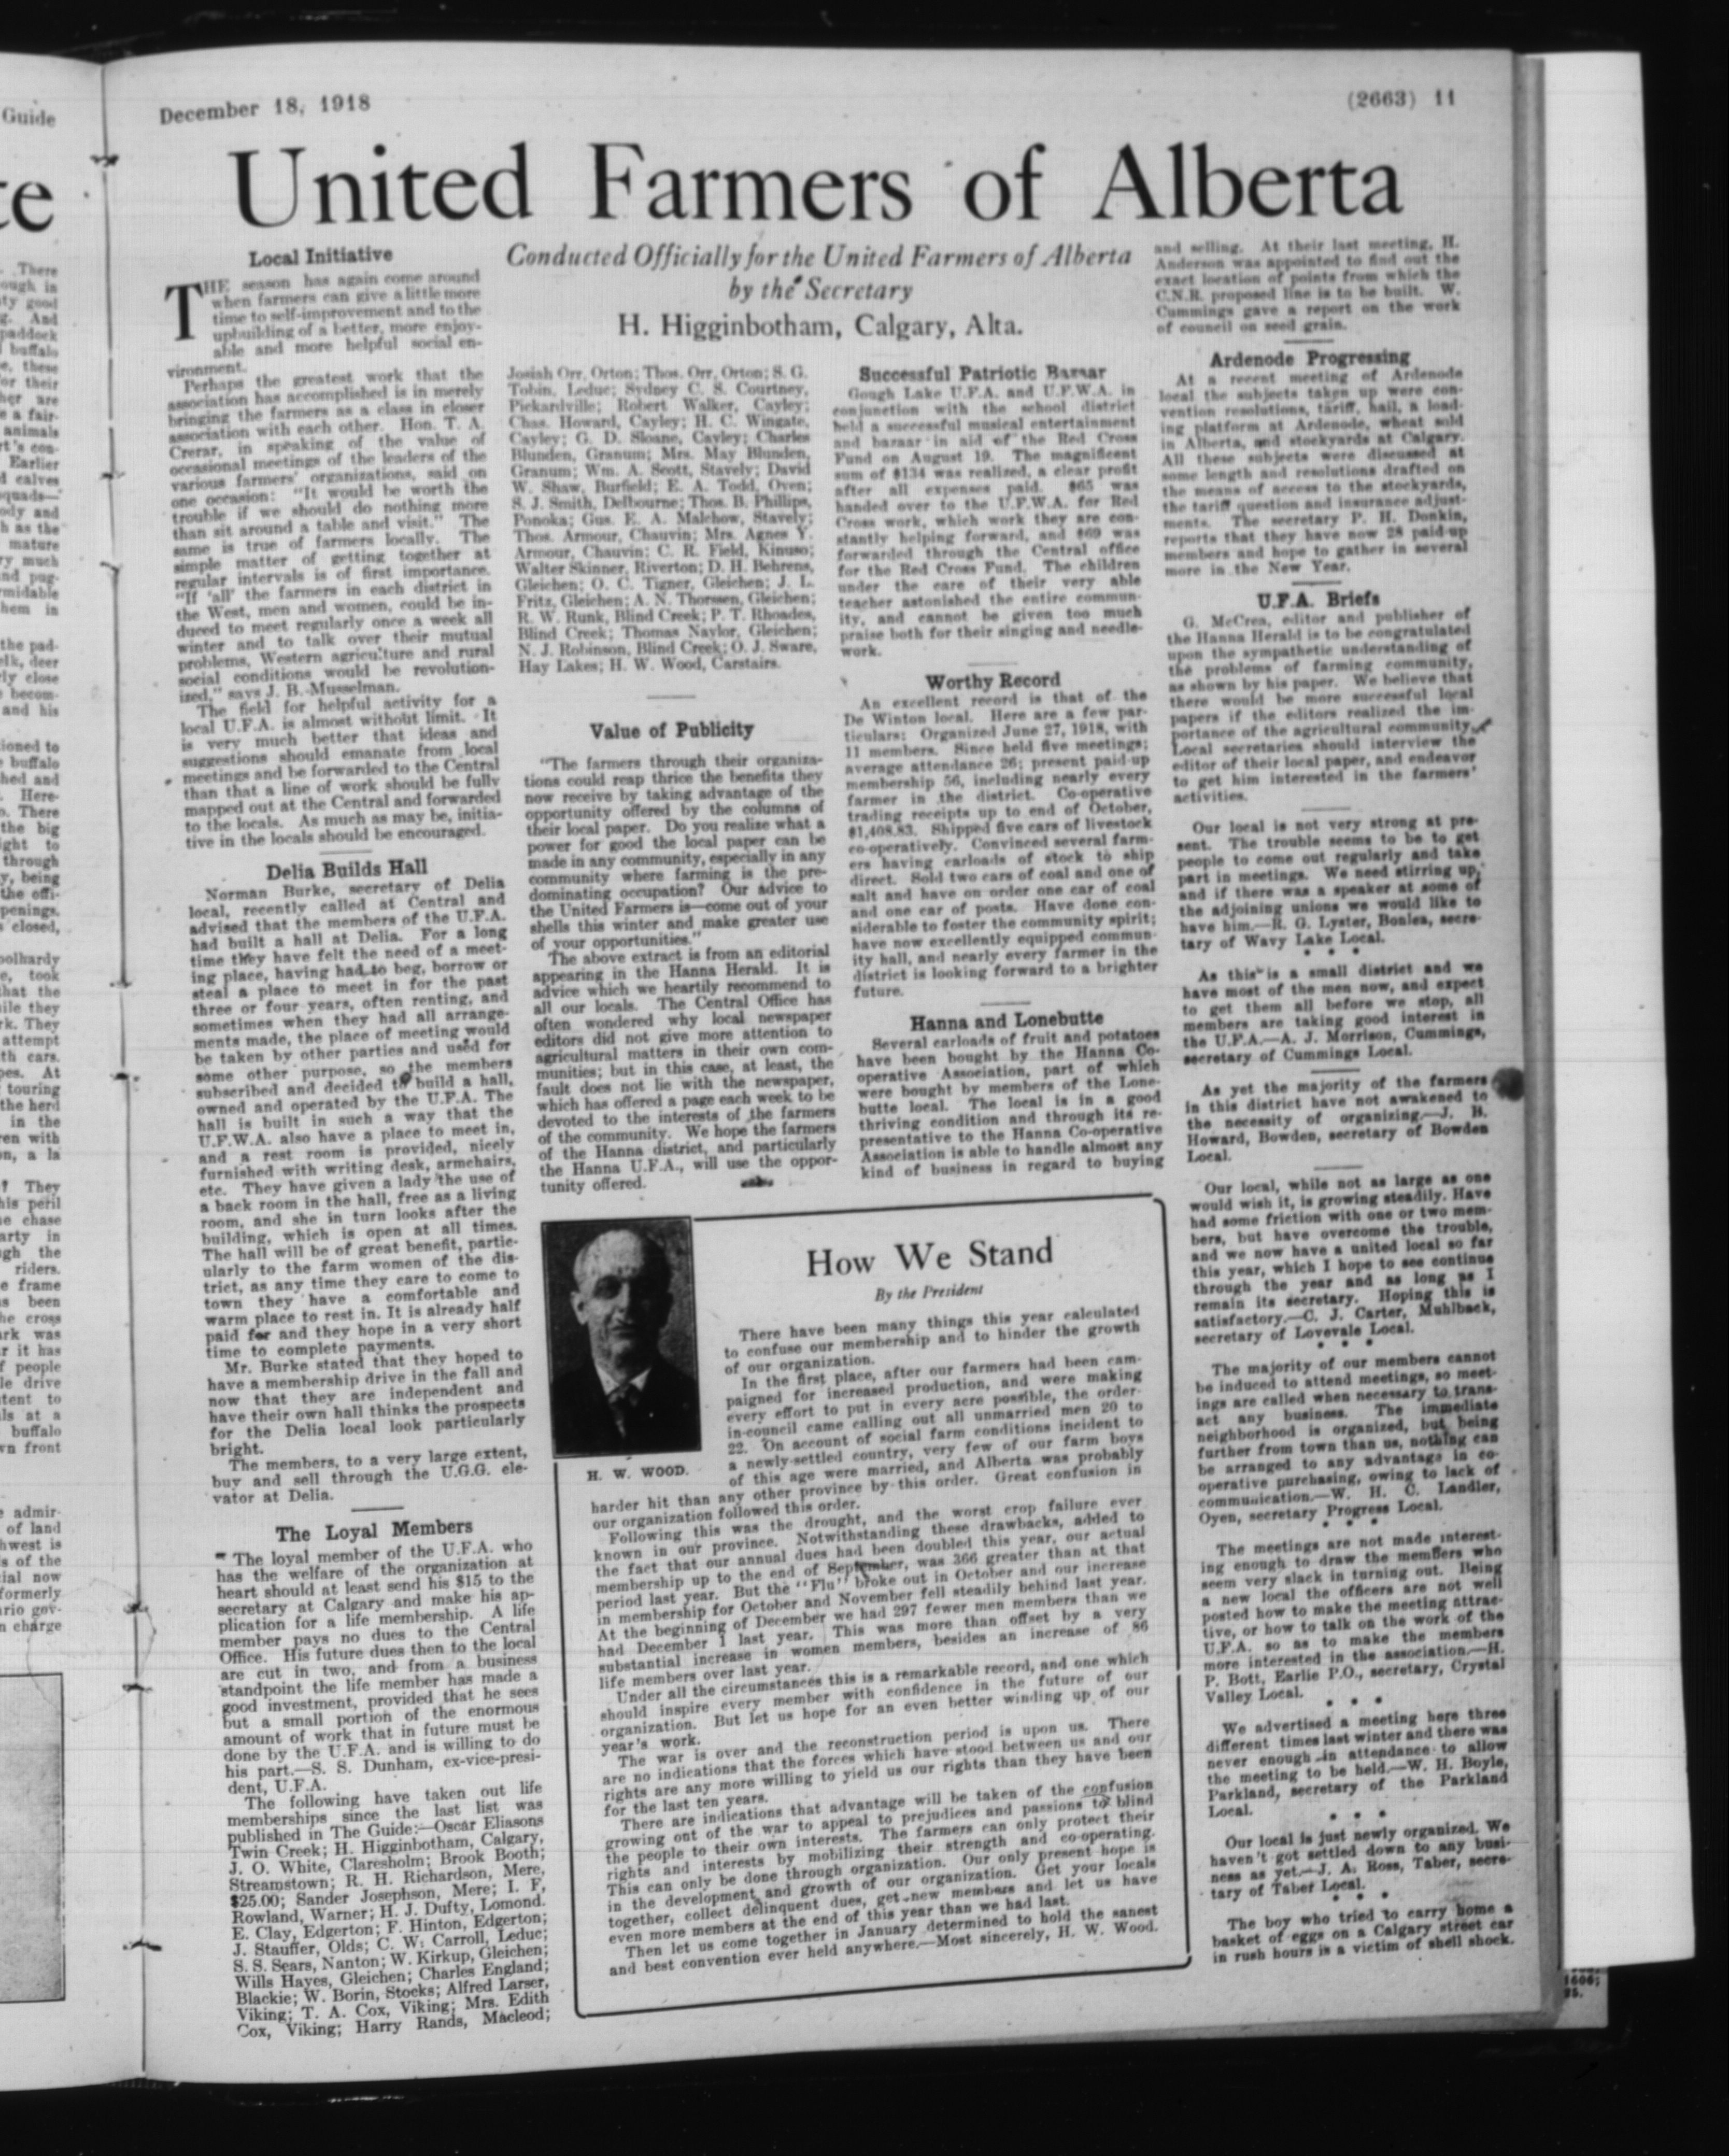 December 18, 1918
(2663) 11
United Farmers of Alberta
Conducted Officially for the United Farmers of Alberta
by the Secretary
H. Higginbotham, Calgary, Alta.
Local Initiative
THE season has again come around
when farmers can give a little more
time to self-improvement and to the
upbuilding of a better, more enjoy-
able and more helpful social en-
vironment.
Perhaps the greatest work that the
association has accomplished is in merely
bringing the farmers as a class in closer
association with each other. Hon. T. A.
Crerar, in speaking of the value of
occasional meetings of the leaders of the
various farmers' organizations, said on
one occasion: "It would be worth the
trouble if we should do nothing more
than sit around a table and visit." The
same is true of farmers locally. The
simple matter of getting together at
regular intervals is of first importance.
"If 'all' the farmers in each district in
the West, men and women, could be in-
duced to meet regularly once a week all
winter and to talk over their mutual
problems, Western agriculture and rural
social conditions would be revolution-
ized," says J. B. Musselman.
The field for helpful activity for a
local U.F.A. is almost without limit. It
is very much better that ideas and
suggestions should emanate from local
meetings and be forwarded to the Central
than that a line of work should be fully
mapped out at the Central and forwarded
to the locals. As much as may be, initia-
tive in the locals should be encouraged.
Delia Builds Hall
Norman Burke, secretary of Delia
local, recently called at Central and
advised that the members of the U.F.A.
had built a hall at Delia. For a long
time they have felt the need of a meet-
ing place, having had to beg, borrow or
steal a place to meet in for the past
three or four years, often renting, and
sometimes when they had all arrange-
ments made, the place of meeting would
be taken by other parties and used for
some other purpose, so the members
subscribed and decided to build a hall,
owned and operated by the U.F.A. The
hall is built in such a way that the
U.F.W.A. also have a place to meet in,
and a rest room is provided, nicely
furnished with writing desk, armchairs,
etc. They have given a lady the use of
a back room in the hall, free as a living
room, and she in turn looks after the
building, which is open at all times.
The hall will be of great benefit, partic-
ularly to the farm women of the dis-
trict, as any time they care to come to
town they have a comfortable and
warm place to rest in. It is already half
paid for and they hope in a very short
time to complete payments.
Mr. Burke stated that they hoped to
have a membership drive in the fall and
now that they are independent and
have their own hall thinks the prospects
for the Delia local look particularly
bright.
The members, to a very large extent,
buy and sell through the U.G.G. ele-
vator at Delia.
The Loyal Members
The loyal member of the U.F.A. who
has the welfare of the organization at
heart should at least send his $15 to the
secretary at Calgary and make his ap-
plication for a life membership. A life
member pays no dues to the Central
Office. His future dues then to the local
are cut in two, and from a business
standpoint the life member has made a
good investment, provided that he sees
but a small portion of the enormous
amount of work that in future must be
done by the U.F.A. and is willing to do
his part.—S. S. Dunham, ex-vice-presi-
dent, U.F.A.
The following have taken out life
memberships since the last list was
published in The Guide:—Oscar Eliasons
Twin Creek; H. Higginbotham, Calgary,
J. O. White, Claresholm; Brook Booth;
Streamstown; R. H. Richardson, Mere,
$25.00; Sander Josephson, Mere; I. F,
Rowland, Warner; H. J. Dufty, Lomond.
E. Clay, Edgerton; F. Hinton, Edgerton;
J. Stauffer, Olds; C. W. Carroll, Leduc;
S. S. Sears, Nanton; W. Kirkup, Gleichen;
Wills Hayes, Gleichen; Charles England;
Blackie; W. Borin, Stocks; Alfred Larser,
Viking; T. A. Cox, Viking; Mrs. Edith
Cox, Viking; Harry Rands, Macleod;
Josiah Orr, Orton; Thos. Orr, Orton; S. G.
Tobin, Leduc; Sydney C. S. Courtney,
Pickardville; Robert Walker, Cayley;
Chas. Howard, Cayley; H. C. Wingate,
Cayley; G. D. Sloane, Cayley; Charles
Blunden, Granum; Mrs. May Blunden,
Granum; Wm. A. Scott, Stavely; David
W. Shaw, Burfield; E. A. Todd, Oyen;
S. J. Smith, Delbourne; Thos. B. Phillips,
Ponoka; Gus. E. A. Malchow, Stavely;
Thos. Armour, Chauvin; Mrs. Agnes Y.
Armour, Chauvin; C. R. Field, Kinuso;
Walter Skinner, Riverton; D. H. Behrens,
Gleichen; O. C. Tigner, Gleichen; J. L.
Fritz, Gleichen; A. N. Thorssen, Gleichen;
R. W. Runk, Blind Creek; P. T. Rhoades,
Blind Creek; Thomas Naylor, Gleichen;
N. J. Robinson, Blind Creek; O. J. Sware,
Hay Lakes; H. W. Wood, Carstairs.
Value of Publicity
"The farmers through their organiza-
tions could reap thrice the benefits they
now receive by taking advantage of the
opportunity offered by the columns of
their local paper. Do you realize what a
power for good the local paper can be
made in any community, especially in any
community where farming is the pre-
dominating occupation? Our advice to
the United Farmers is—come out of your
shells this winter and make greater use
of your opportunities."
The above extract is from an editorial
appearing in the Hanna Herald. It is
advice which we heartily recommend to
all our locals. The Central Office has
often wondered why local newspaper
editors did not give more attention to
agricultural matters in their own com-
munities; but in this case, at least, the
fault does not lie with the newspaper,
which has offered a page each week to be
devoted to the interests of the farmers
of the community. We hope the farmers
of the Hanna district, and particularly
the Hanna U.F.A., will use the oppor-
tunity offered.
Successful Patriotic Bazaar
Gough Lake U.F.A. and U.F.W.A. in
conjunction with the school district
held a successful musical entertainment
and bazaar in aid of the Red Cross
Fund on August 19. The magnificent
sum of $134 was realized, a clear profit
after all expenses paid. $65 was
handed over to the U.F.W.A. for Red
Cross work, which work they are con-
stantly helping forward, and $69 was
forwarded through the Central office
for the Red Cross Fund. The children
under the care of their very able
teacher astonished the entire commun-
ity, and cannot be given too much
praise both for their singing and needle-
work.
Worthy Record
An excellent record is that of the
De Winton local. Here are a few par-
ticulars: Organized June 27, 1918, with
11 members. Since held five meetings;
average attendance 26; present paid-up
membership 56, including nearly every
farmer in the district. Co-operative
trading receipts up to end of October,
$1,408.83. Shipped five cars of livestock
co-operatively. Convinced several farm-
ers having carloads of stock to ship
direct. Sold two cars of coal and one of
salt and have on order one car of coal
and one car of posts. Have done con-
siderable to foster the community spirit;
have now excellently equipped commun-
ity hall, and nearly every farmer in the
district is looking forward to a brighter
future.
Hanna and Lonebutte
Several carloads of fruit and potatoes
have been bought by the Hanna Co-
operative Association, part of which
were bought by members of the Lone-
butte local. The local is in a good
thriving condition and through its re-
presentative to the Hanna Co-operative
Association is able to handle almost any
kind of business in regard to buying
and selling. At their last meeting, H.
Anderson was appointed to find out the
exact location of points from which the
C.N.R. proposed line is to be built. W.
Cummings gave a report on the work
of council on seed grain.
Ardenode Progressing
At a recent meeting of Ardenode
local the subjects taken up were con-
vention resolutions, tariff, hail, a load-
ing platform at Ardenode, wheat sold
in Alberta, and stockyards at Calgary.
All these subjects were discussed at
some length and resolutions drafted on
the means of access to the stockyards,
the tariff question and insurance adjust-
ments. The secretary P. H. Donkin,
reports that they have now 28 paid-up
members and hope to gather in several
more in the New Year.
U.F.A. Briefs
G. McCrea, editor and publisher of
the Hanna Herald is to be congratulated
upon the sympathetic understanding of
the problems of farming community,
as shown by his paper. We believe that
there would be more successful local
papers if the editors realized the im-
portance of the agricultural community.
Local secretaries should interview the
editor of their local paper, and endeavor
to get him interested in the farmers'
activities.
Our local is not very strong at pre-
sent. The trouble seems to be to get
people to come out regularly and take
part in meetings. We need stirring up,
and if there was a speaker at some of
the adjoining unions we would like to
have him.—R. G. Lyster, Bonlea, secre-
tary of Wavy Lake Local.
* * *
As this is a small district and we
have most of the men now, and expect
to get them all before we stop, all
members are taking good interest in
the U.F.A.—A. J. Morrison, Cummings,
secretary of Cummings Local.
As yet the majority of the farmers
in this district have not awakened to
the necessity of organizing.—J. B.
Howard, Bowden, secretary of Bowden
Local.
Our local, while not as large as one
would wish it, is growing steadily. Have
had some friction with one or two mem-
bers, but have overcome the trouble,
and we now have a united local so far
this year, which I hope to see continue
through the year and as long as I
remain its secretary. Hoping this is
satisfactory.—C. J. Carter, Muhlback,
secretary of Lovevale Local.
* * *
The majority of our members cannot
be induced to attend meetings, so meet-
ings are called when necessary to trans-
act any business. The immediate
neighborhood is organized, but being
further from town than us, nothing can
be arranged to any advantage in co-
operative purchasing, owing to lack of
communication.—W. H. C. Landler,
Oyen, secretary Progress Local.
* * *
The meetings are not made interest-
ing enough to draw the members who
seem very slack in turning out. Being
a new local the officers are not well
posted how to make the meeting attrac-
tive, or how to talk on the work of the
U.F.A. so as to make the members
more interested in the association.—H.
P. Bott, Earlie P.O., secretary, Crystal
Valley Local.
* * *
We advertised a meeting here three
different times last winter and there was
never enough in attendance to allow
the meeting to be held.—W. H. Boyle,
Parkland, secretary of the Parkland
Local.
* * *
Our local is just newly organized. We
haven't got settled down to any busi-
ness as yet.—J. A. Ross, Taber, secre-
tary of Taber Local.
* * *
The boy who tried to carry home a
basket of eggs on a Calgary street car
in rush hours is a victim of shell shock.
H. W. WOOD.
How We Stand
By the President
There have been many things this year calculated
to confuse our membership and to hinder the growth
of our organization.
In the first place, after our farmers had been cam-
paigned for increased production, and were making
every effort to put in every acre possible, the order-
in-council came calling out all unmarried men 20 to
22. On account of social farm conditions incident to
a newly-settled country, very few of our farm boys
of this age were married, and Alberta was probably
harder hit than any other province by this order. Great confusion in
our organization followed this order.
Following this was the drought, and the worst crop failure ever
known in our province. Notwithstanding these drawbacks, added to
the fact that our annual dues had been doubled this year, our actual
membership up to the end of September, was 366 greater than at that
period last year. But the "Flu" broke out in October and our increase
in membership for October and November fell steadily behind last year.
At the beginning of December we had 297 fewer men members than we
had December 1 last year. This was more than offset by a very
substantial increase in women members, besides an increase of 86
life members over last year.
Under all the circumstances this is a remarkable record, and one which
should inspire every member with confidence in the future of our
organization. But let us hope for an even better winding up of our
year's work.
The war is over and the reconstruction period is upon us. There
are no indications that the forces which have stood between us and our
rights are any more willing to yield us our rights than they have been
for the last ten years.
There are indications that advantage will be taken of the confusion
growing out of the war to appeal to prejudices and passions to blind
the people to their own interests. The farmers can only protect their
rights and interests by mobilizing their strength and co-operating.
This can only be done through organization. Our only present hope is
in the development and growth of our organization. Get your locals
together, collect delinquent dues, get new members and let us have
even more members at the end of this year than we had last.
Then let us come together in January determined to hold the sanest
and best convention ever held anywhere.—Most sincerely, H. W. Wood.